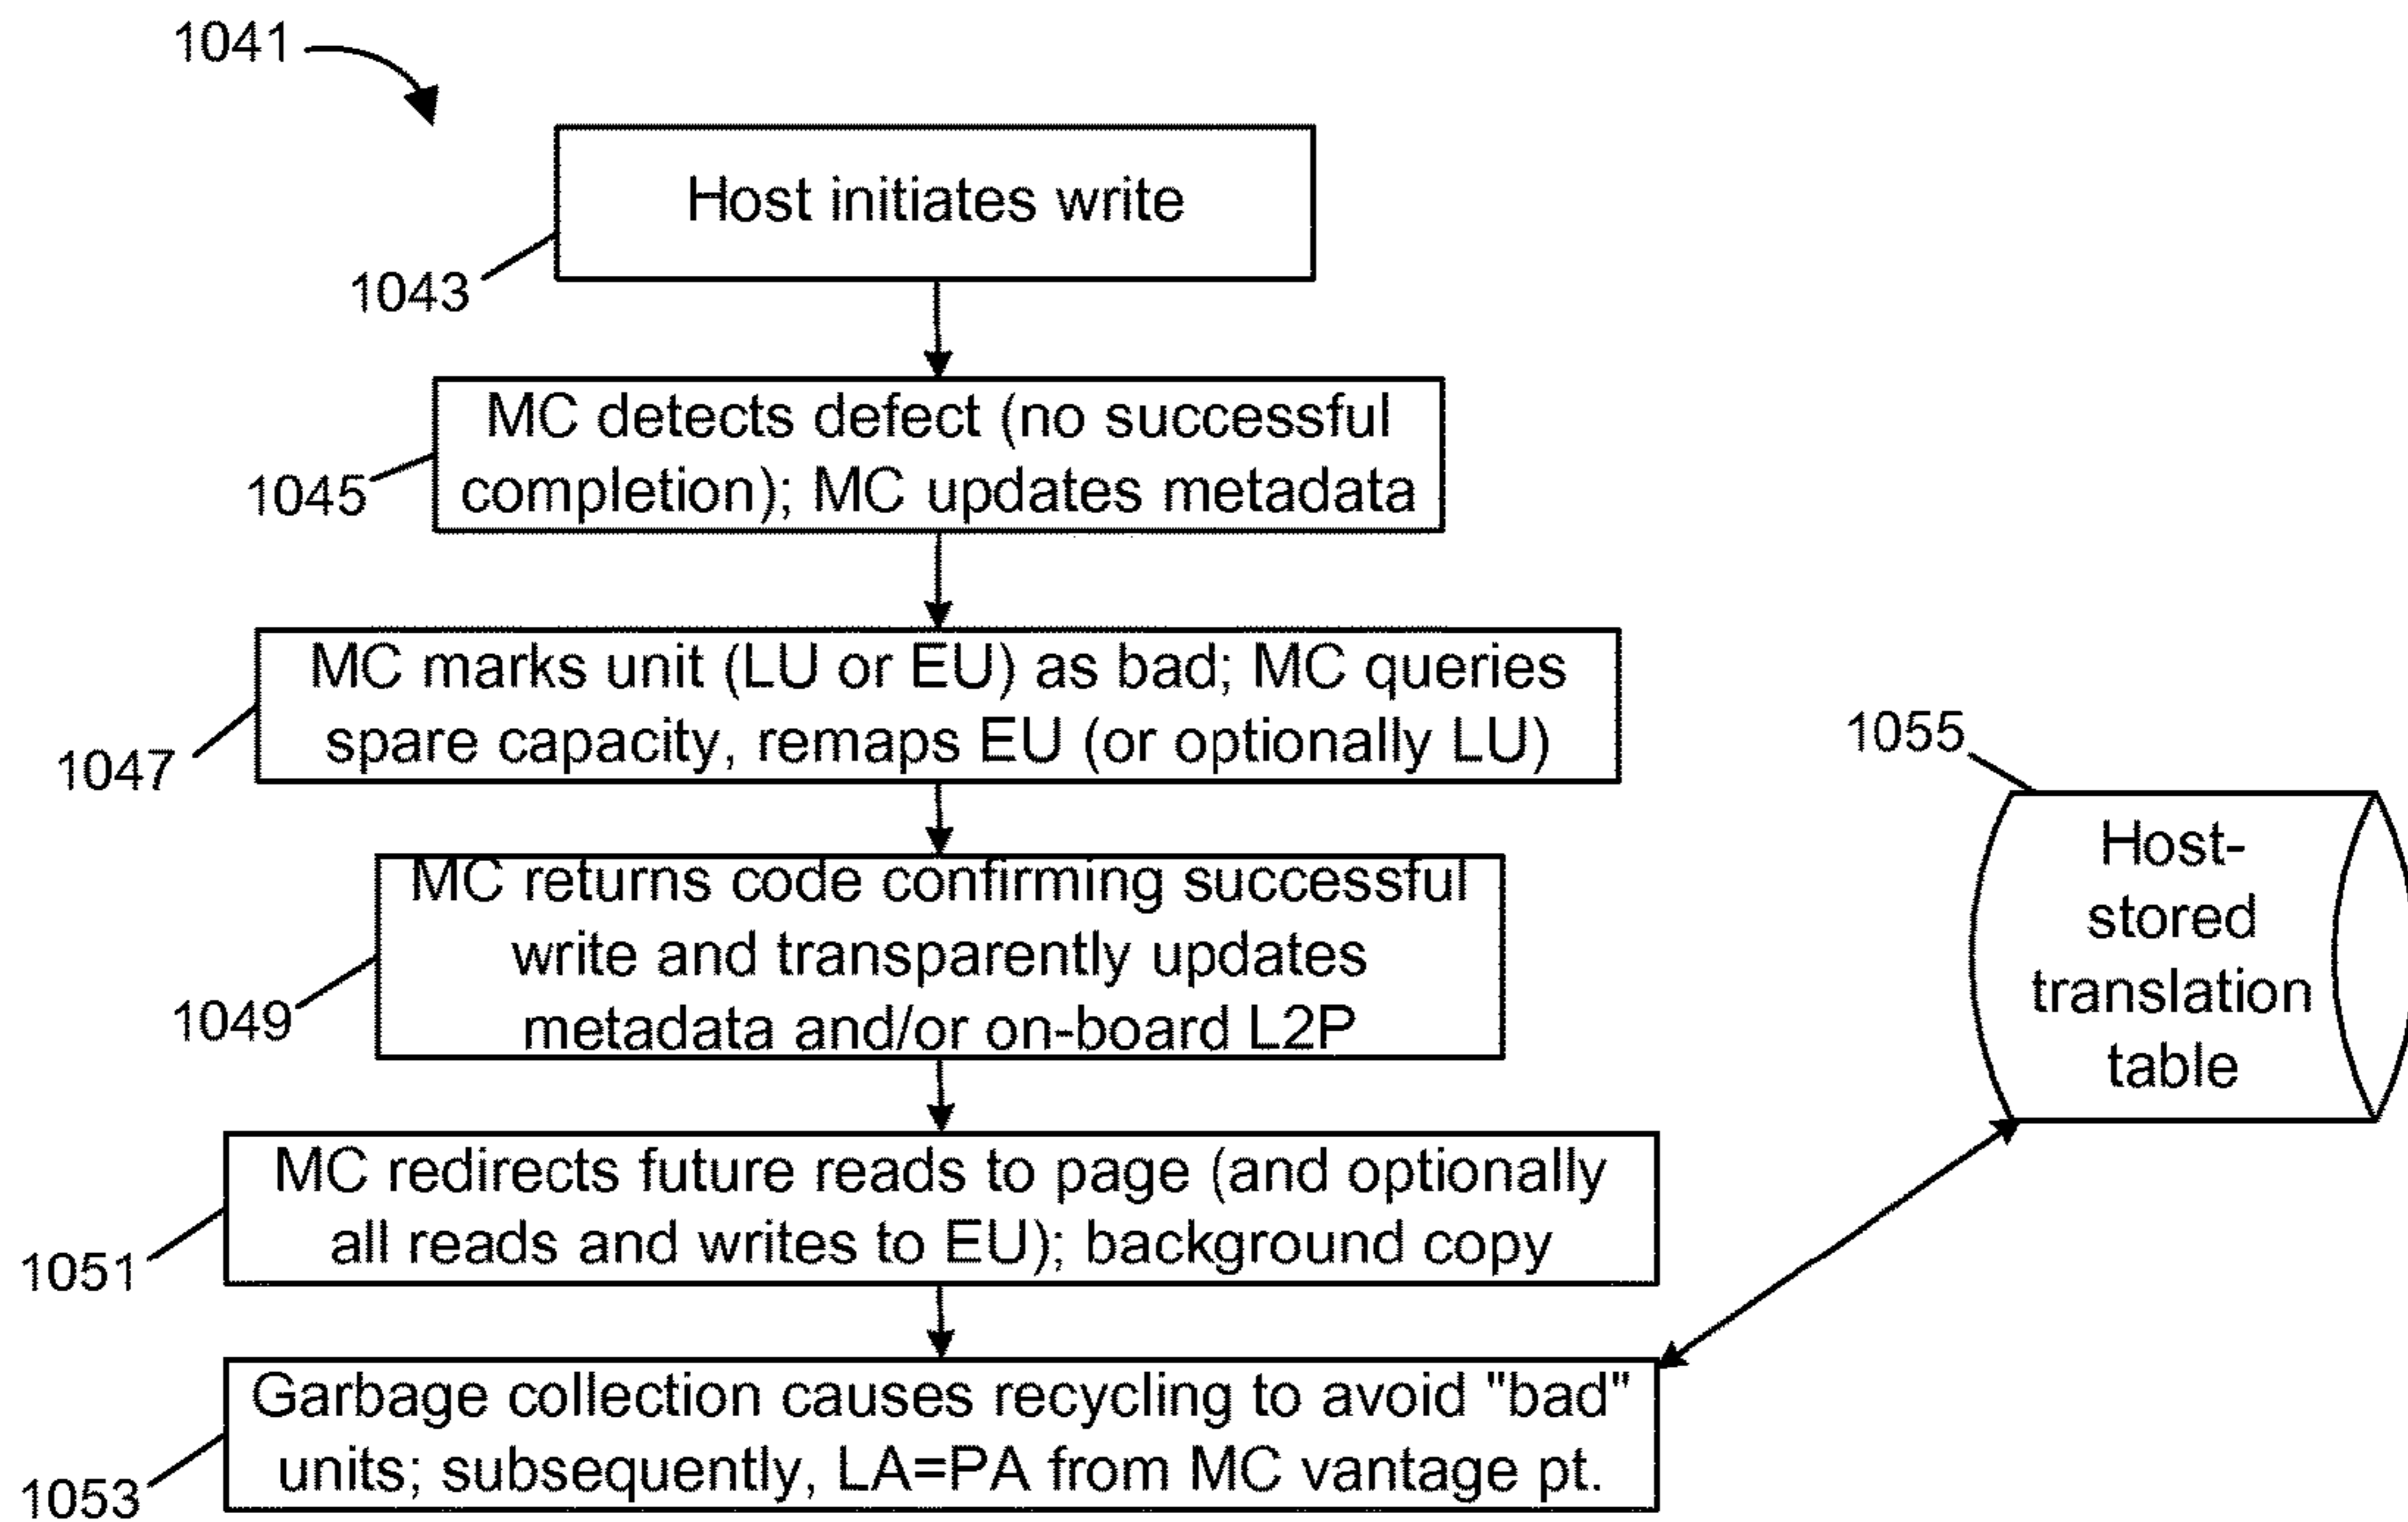 1041
Host initiates write
1043
MC detects defect (no successful
completion); MC updates metadata
1045
MC marks unit (LU or EU) as bad; MC queries
spare capacity, remaps EU (or optionally LU)
1047
MC returns code confirming successful
write and transparently updates
metadata and/or on-board L2P
1049
MC redirects future reads to page (and optionally
all reads and writes to EU); background copy
1051
Garbage collection causes recycling to avoid "bad"
units; subsequently, LA=PA from MC vantage pt.
1053
1055
Host-
stored
translation
table